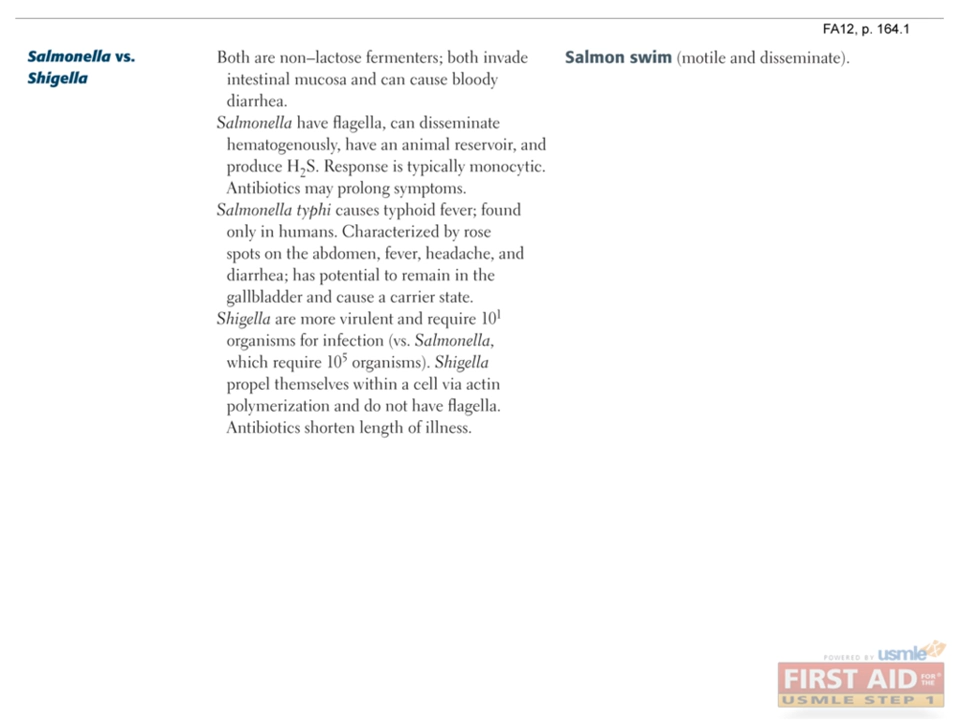 FA12, p. 164.1
Salmonella vs.
Shigella
Both are non–lactose fermenters; both invade
intestinal mucosa and can cause bloody
diarrhea.
Salmonella have flagella, can disseminate
hematogenously, have an animal reservoir, and
produce H₂S. Response is typically monocytic.
Antibiotics may prolong symptoms.
Salmonella typhi causes typhoid fever; found
only in humans. Characterized by rose
spots on the abdomen, fever, headache, and
diarrhea; has potential to remain in the
gallbladder and cause a carrier state.
Shigella are more virulent and require 10¹
organisms for infection (vs. Salmonella,
which require 10⁵ organisms). Shigella
propel themselves within a cell via actin
polymerization and do not have flagella.
Antibiotics shorten length of illness.
Salmon swim (motile and disseminate).
POWERED BY usmle
FIRST AID FOR THE®
USMLE STEP 1